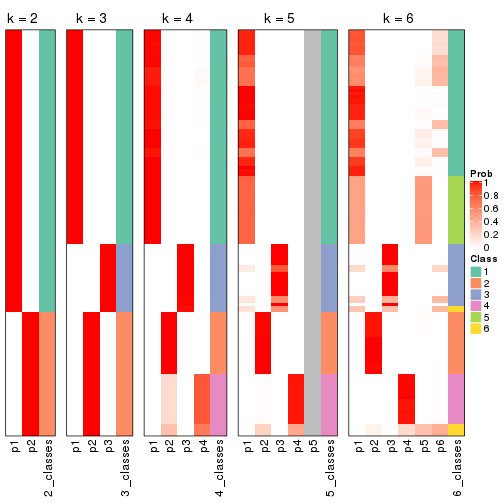 k = 2
k = 3
k = 4
k = 5
k = 6
Prob
1
0.8
0.6
0.4
0.2
0
Class
1
2
3
4
5
6
p1
p2
2_classes
p1
p2
p3
3_classes
p1
p2
p3
p4
4_classes
p1
p2
p3
p4
p5
5_classes
p1
p2
p3
p4
p5
p6
6_classes